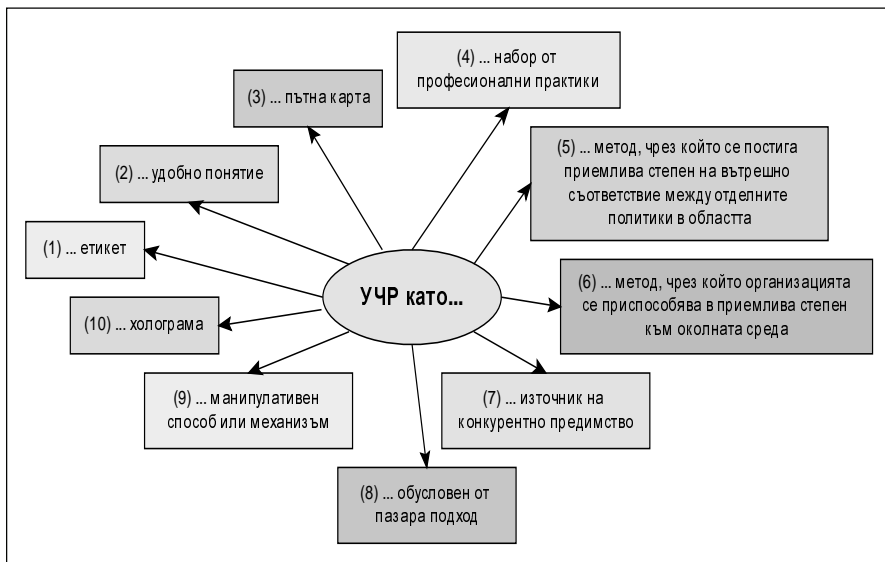 (4) ... набор от
професионални практики
(3) ... пътна карта
(5) ... метод, чрез който се постига
приемлива степен на вътрешно
съответствие между отделните
политики в областта
(2) ... удобно понятие
(1) ... етикет
УЧР като...
(6) ... метод, чрез който организацията
се приспособява в приемлива степен
към околната среда
(10) ... холограма
(9) ... манипулативен
способ или механизъм
(7) ... източник на
конкурентно предимство
(8) ... обусловен от
пазара подход